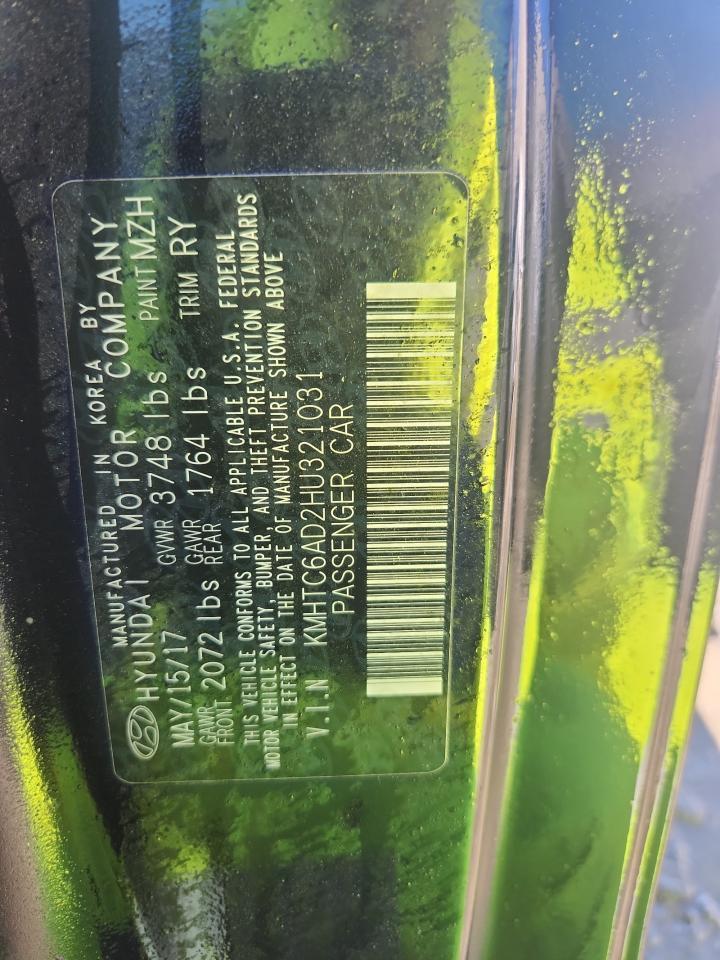 MANUFACTURED IN KOREA BY
HYUNDAI MOTOR COMPANY
MAY/15/17 GVWR 3748 lbs PAINT MZH
GAWR FRONT 2072 lbs GAWR REAR 1764 lbs TRIM RY
THIS VEHICLE CONFORMS TO ALL APPLICABLE U.S.A. FEDERAL
MOTOR VEHICLE SAFETY, BUMPER, AND THEFT PREVENTION STANDARDS
IN EFFECT ON THE DATE OF MANUFACTURE SHOWN ABOVE
V.I.N KMHTC6AD2HU321031
PASSENGER CAR